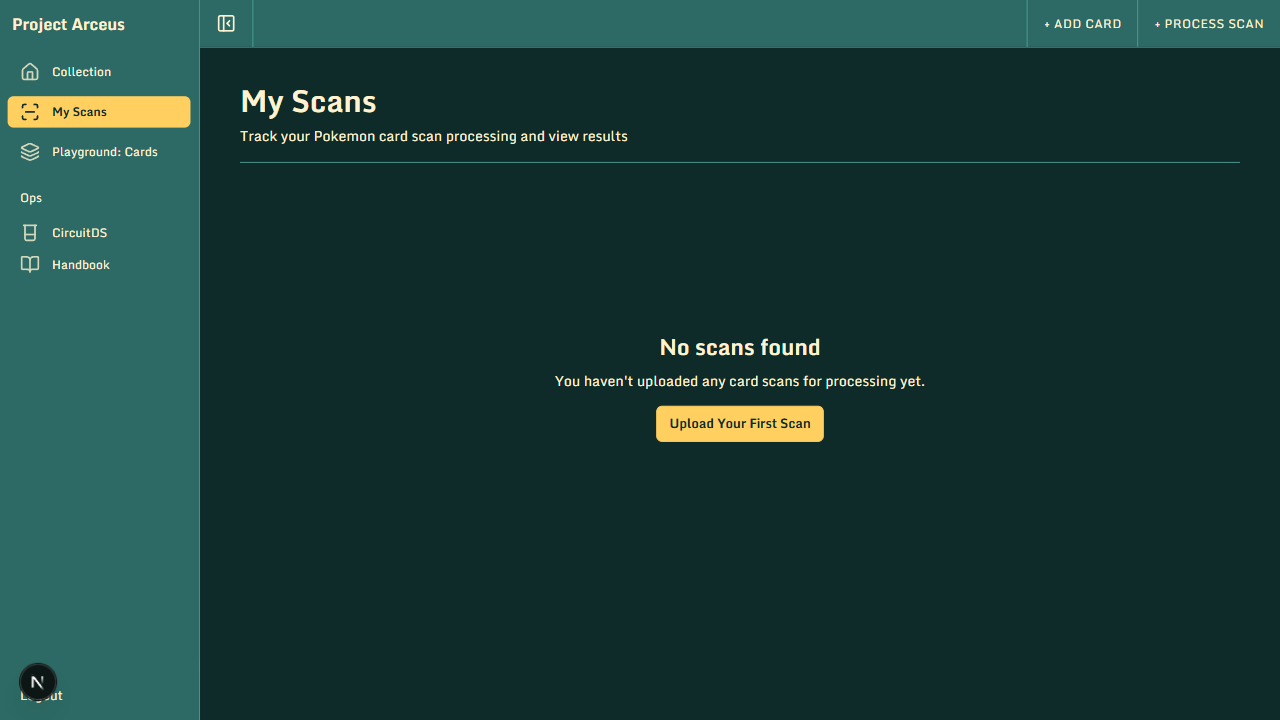 Project Arceus
+ ADD CARD
+ PROCESS SCAN
Collection
My Scans
Playground: Cards
Ops
CircuitDS
Handbook
My Scans
Track your Pokemon card scan processing and view results
No scans found
You haven't uploaded any card scans for processing yet.
Upload Your First Scan
N